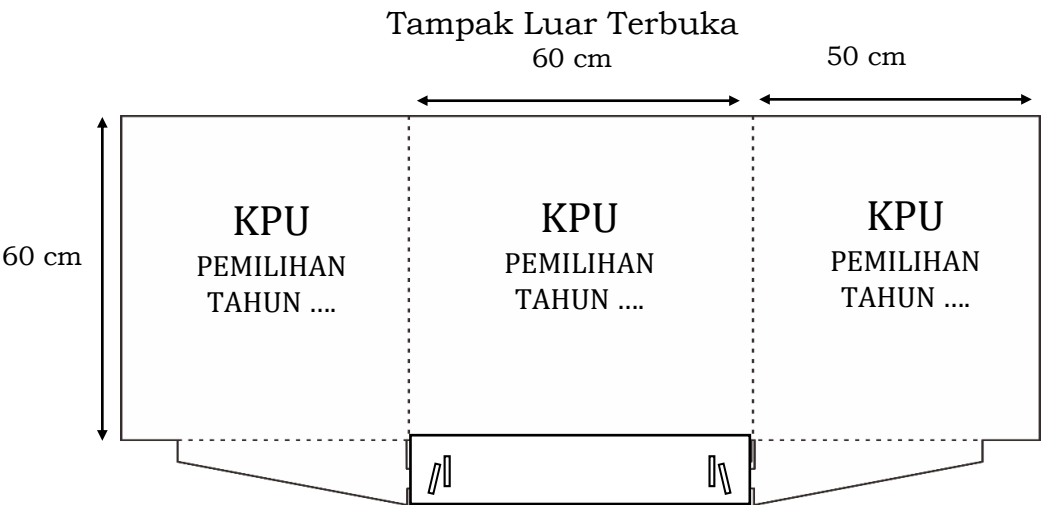 Tampak Luar Terbuka
60 cm
50 cm
60 cm
KPU
PEMILIHAN
TAHUN ....
KPU
PEMILIHAN
TAHUN ....
KPU
PEMILIHAN
TAHUN ....